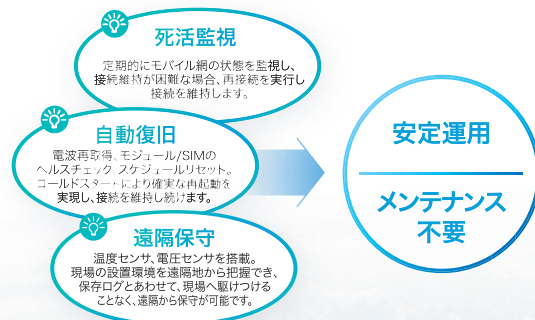 死活監視
定期的にモバイル網の状態を監視し、
接続維持が困難な場合、再接続を実行し
接続を維持します。
自動復旧
電波再取得、モジュール/SIMの
ヘルスチェック、スケジュールリセット。
コールドスタートにより確実な再起動を
実現し、接続を維持し続けます。
遠隔保守
温度センサ、電圧センサを搭載。
現場の設置環境を遠隔地から把握でき、
保存ログとあわせて、現場へ駆けつける
ことなく、遠隔から保守が可能です。
安定運用
メンテナンス
不要